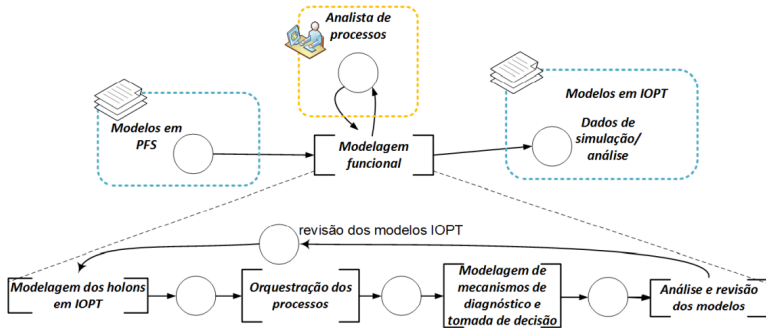 Analista de
processos
Modelos em
PFS
Modelagem
funcional
Modelos em IOPT
Dados de
simulação/
análise
revisão dos modelos IOPT
Modelagem dos holons
em IOPT
Orquestração dos
processos
Modelagem de
mecanismos de
diagnóstico e
tomada de decisão
Análise e revisão
dos modelos